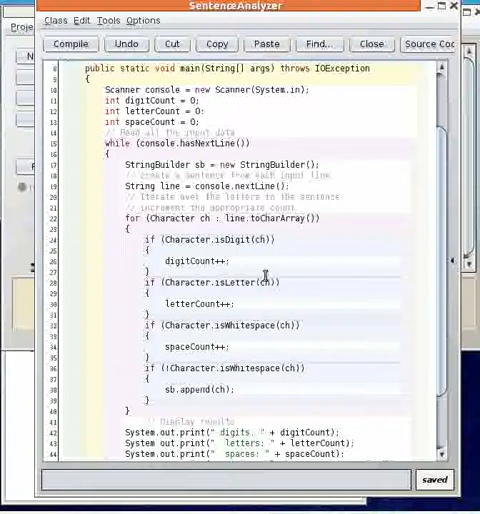 SentenceAnalyzer
Class Edit Tools Options
Compile Undo Cut Copy Paste Find... Close Source Coc
public static void main(String[] args) throws IOException
{
Scanner console = new Scanner(System.in);
int digitCount = 0;
int letterCount = 0;
int spaceCount = 0;
// Read all the input data
while (console.hasNextLine())
{
StringBuilder sb = new StringBuilder();
// create a sentence from each input line
String line = console.nextLine();
// Iterate over the letters in the sentence
// increment the appropriate count
for (Character ch : line.toCharArray())
{
if (Character.isDigit(ch))
{
digitCount++;
}
if (Character.isLetter(ch))
{
letterCount++;
}
if (Character.isWhitespace(ch))
{
spaceCount++;
}
if (!Character.isWhitespace(ch))
{
sb.append(ch);
}
}
// Display results
System.out.print(" digits: " + digitCount);
System.out.print("  letters: " + letterCount);
System.out.print("  spaces: " + spaceCount);
saved